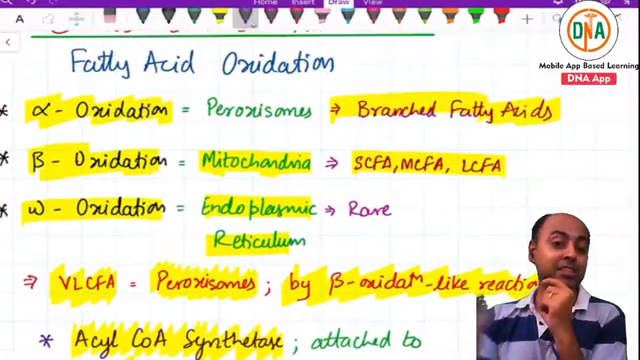 Home Insert Draw View
DNA
Mobile App Based Learning
DNA App
Fatty Acid Oxidation
* α - Oxidation = Peroxisomes ⇒ Branched Fatty Acids
* β - Oxidation = Mitochondria ⇒ SCFA, MCFA, LCFA
* ω - Oxidation = Endoplasmic ⇒ Rare
Reticulum
⇒ VLCFA = Peroxisomes ; by β-oxidaⁿ-like
* Acyl CoA Synthetase ; attached to